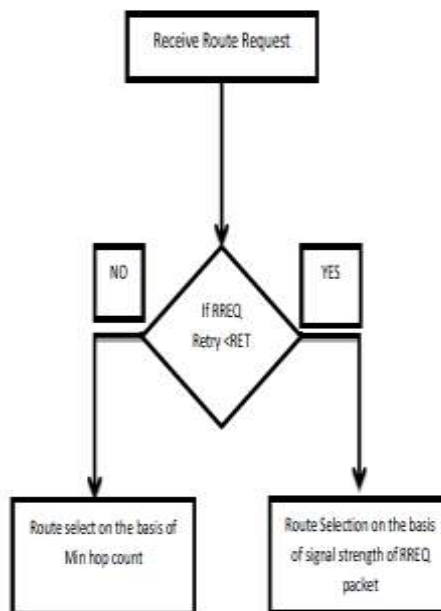 Receive Route Request
NO
YES
If RREQ
Retry <RET
Route select on the basis of
Min hop count
Route Selection on the basis
of signal strength of RREQ
packet